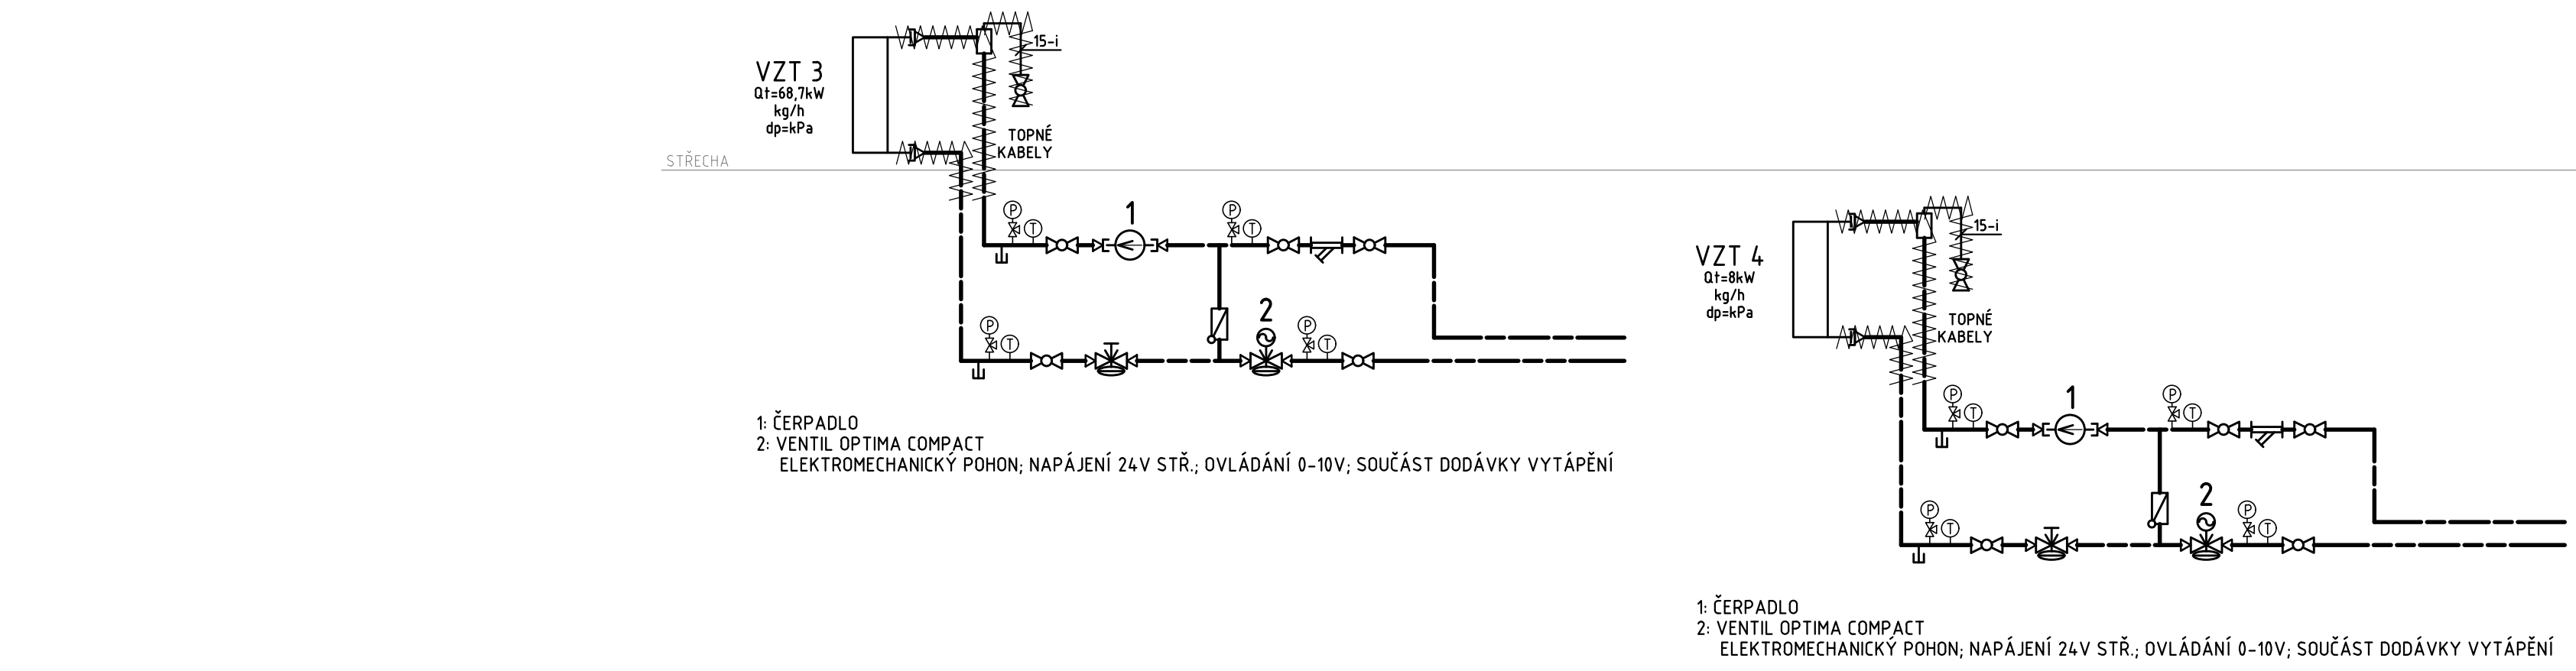 VZT 3
Qt=68,7kW
kg/h
dp=kPa
15-i
TOPNÉ
KABELY
STŘECHA
P
T
1
P
T
P
T
2
P
T
1: ČERPADLO
2: VENTIL OPTIMA COMPACT
ELEKTROMECHANICKÝ POHON; NAPÁJENÍ 24V STŘ.; OVLÁDÁNÍ 0-10V; SOUČÁST DODÁVKY VYTÁPĚNÍ
VZT 4
Qt=8kW
kg/h
dp=kPa
15-i
TOPNÉ
KABELY
P
T
1
P
T
P
T
2
P
T
1: ČERPADLO
2: VENTIL OPTIMA COMPACT
ELEKTROMECHANICKÝ POHON; NAPÁJENÍ 24V STŘ.; OVLÁDÁNÍ 0-10V; SOUČÁST DODÁVKY VYTÁPĚNÍ